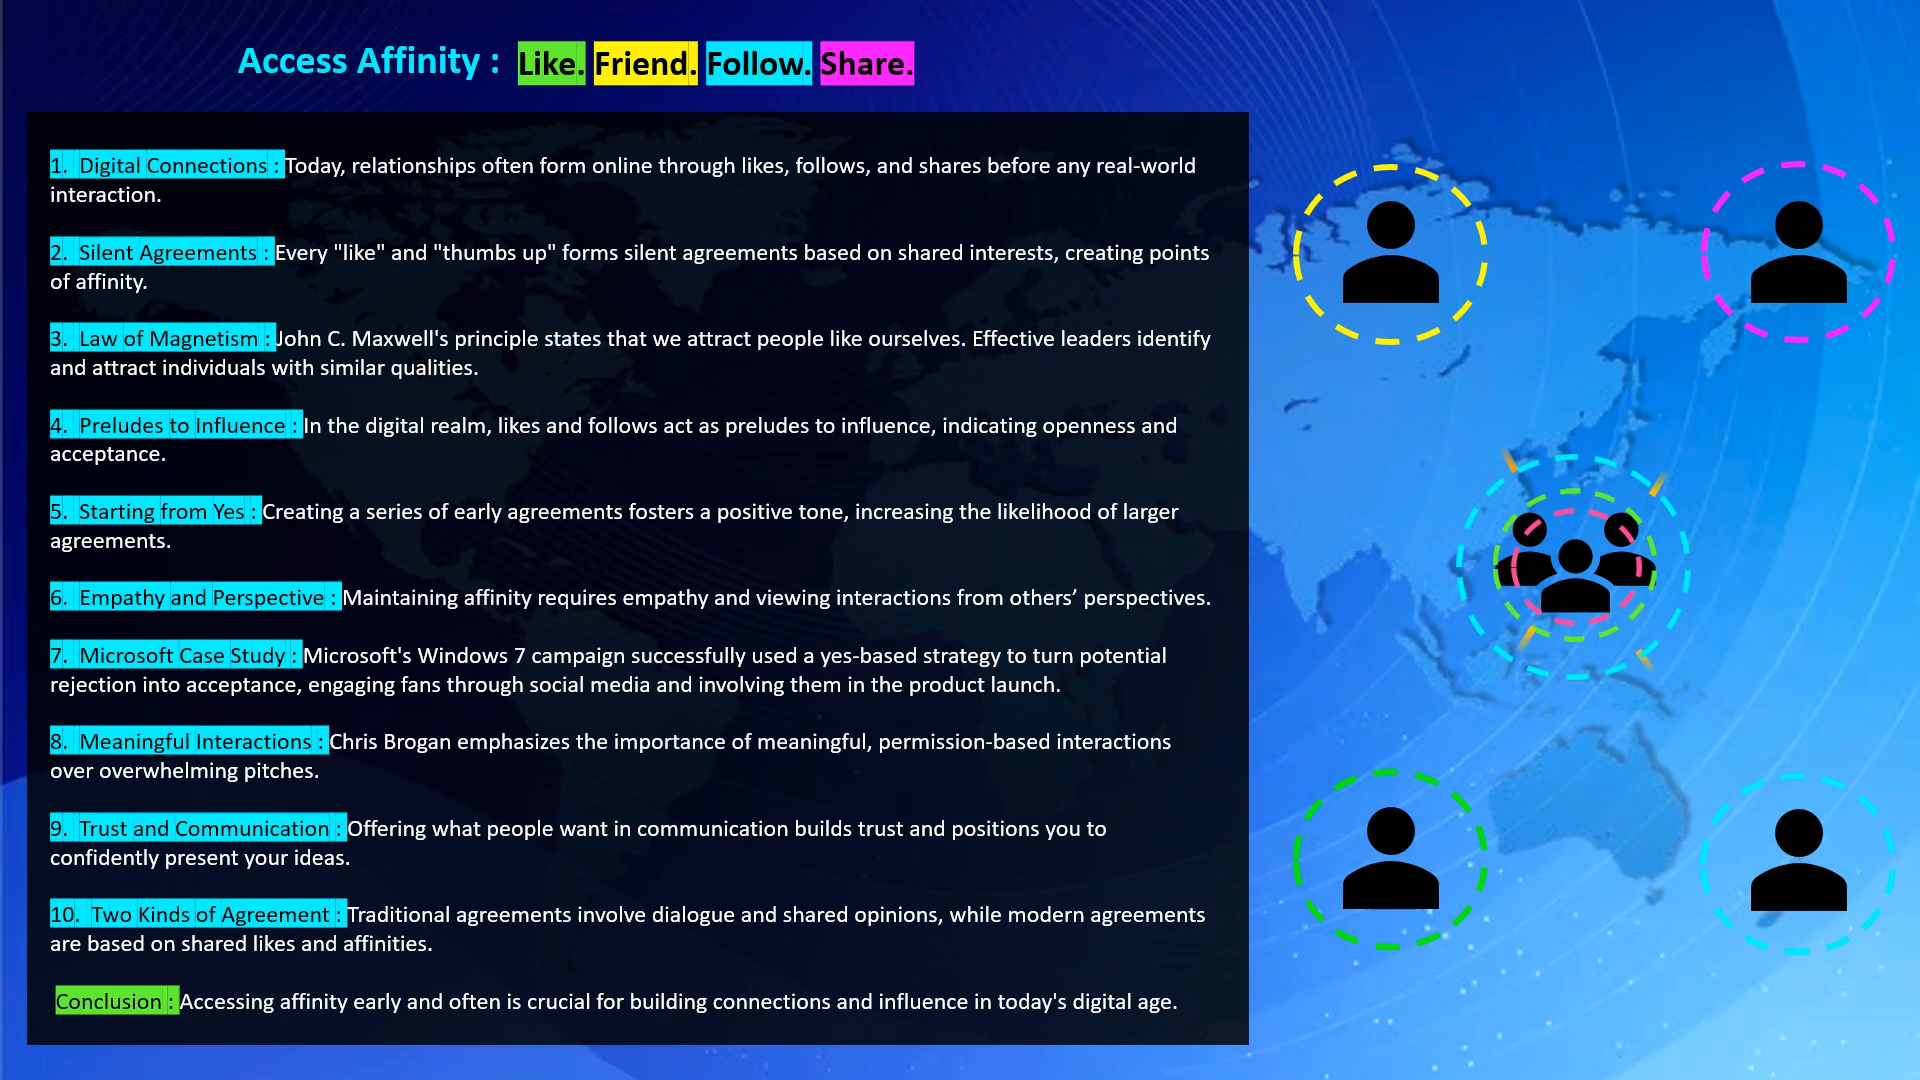 Access Affinity : Like. Friend. Follow. Share.
1. Digital Connections : Today, relationships often form online through likes, follows, and shares before any real-world
interaction.
2. Silent Agreements : Every "like" and "thumbs up" forms silent agreements based on shared interests, creating points
of affinity.
3. Law of Magnetism : John C. Maxwell's principle states that we attract people like ourselves. Effective leaders identify
and attract individuals with similar qualities.
4. Preludes to Influence : In the digital realm, likes and follows act as preludes to influence, indicating openness and
acceptance.
5. Starting from Yes : Creating a series of early agreements fosters a positive tone, increasing the likelihood of larger
agreements.
6. Empathy and Perspective : Maintaining affinity requires empathy and viewing interactions from others’ perspectives.
7. Microsoft Case Study : Microsoft's Windows 7 campaign successfully used a yes-based strategy to turn potential
rejection into acceptance, engaging fans through social media and involving them in the product launch.
8. Meaningful Interactions : Chris Brogan emphasizes the importance of meaningful, permission-based interactions
over overwhelming pitches.
9. Trust and Communication : Offering what people want in communication builds trust and positions you to
confidently present your ideas.
10. Two Kinds of Agreement : Traditional agreements involve dialogue and shared opinions, while modern agreements
are based on shared likes and affinities.
Conclusion : Accessing affinity early and often is crucial for building connections and influence in today's digital age.